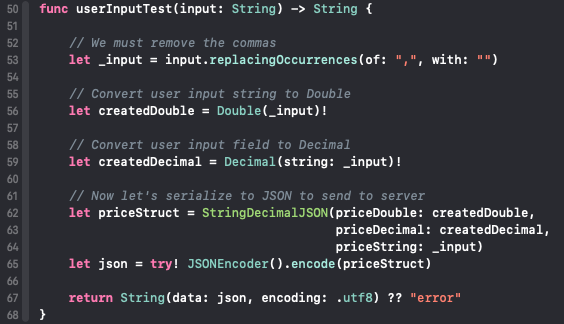 50 func userInputTest(input: String) -> String {
51
52 // We must remove the commas
53 let _input = input.replacingOccurrences(of: ",", with: "")
54
55 // Convert user input string to Double
56 let createdDouble = Double(_input)!
57
58 // Convert user input field to Decimal
59 let createdDecimal = Decimal(string: _input)!
60
61 // Now let's serialize to JSON to send to server
62 let priceStruct = StringDecimalJSON(priceDouble: createdDouble,
63 priceDecimal: createdDecimal,
64 priceString: _input)
65 let json = try! JSONEncoder().encode(priceStruct)
66
67 return String(data: json, encoding: .utf8) ?? "error"
68 }